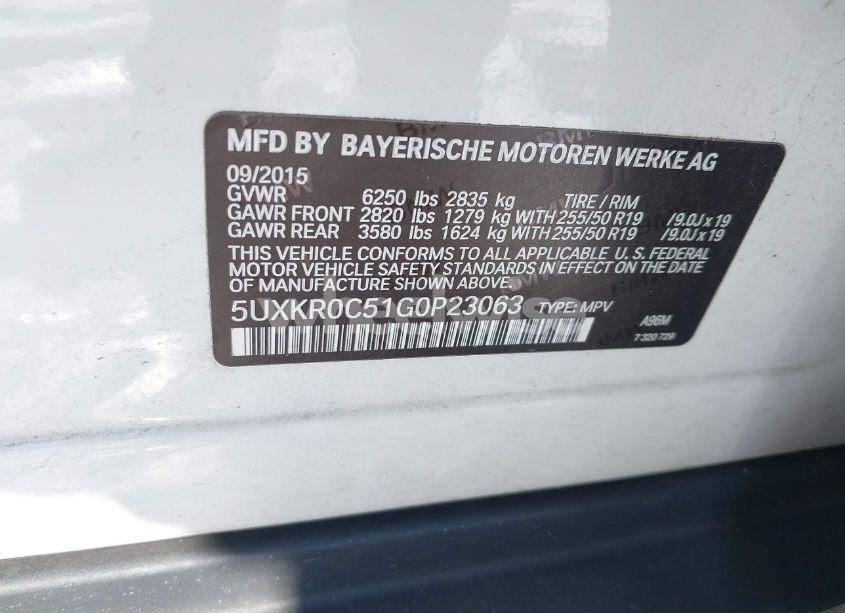 MFD BY BAYERISCHE MOTOREN WERKE AG
09/2015
GVWR 6250 lbs 2835 kg TIRE / RIM
GAWR FRONT 2820 lbs 1279 kg WITH 255/50 R19 /9.0J x 19
GAWR REAR 3580 lbs 1624 kg WITH 255/50 R19 /9.0J x 19
THIS VEHICLE CONFORMS TO ALL APPLICABLE U. S. FEDERAL
MOTOR VEHICLE SAFETY STANDARDS IN EFFECT ON THE DATE
OF MANUFACTURE SHOWN ABOVE.
5UXKR0C51G0P23063 TYPE: MPV
A96M
7 320 729